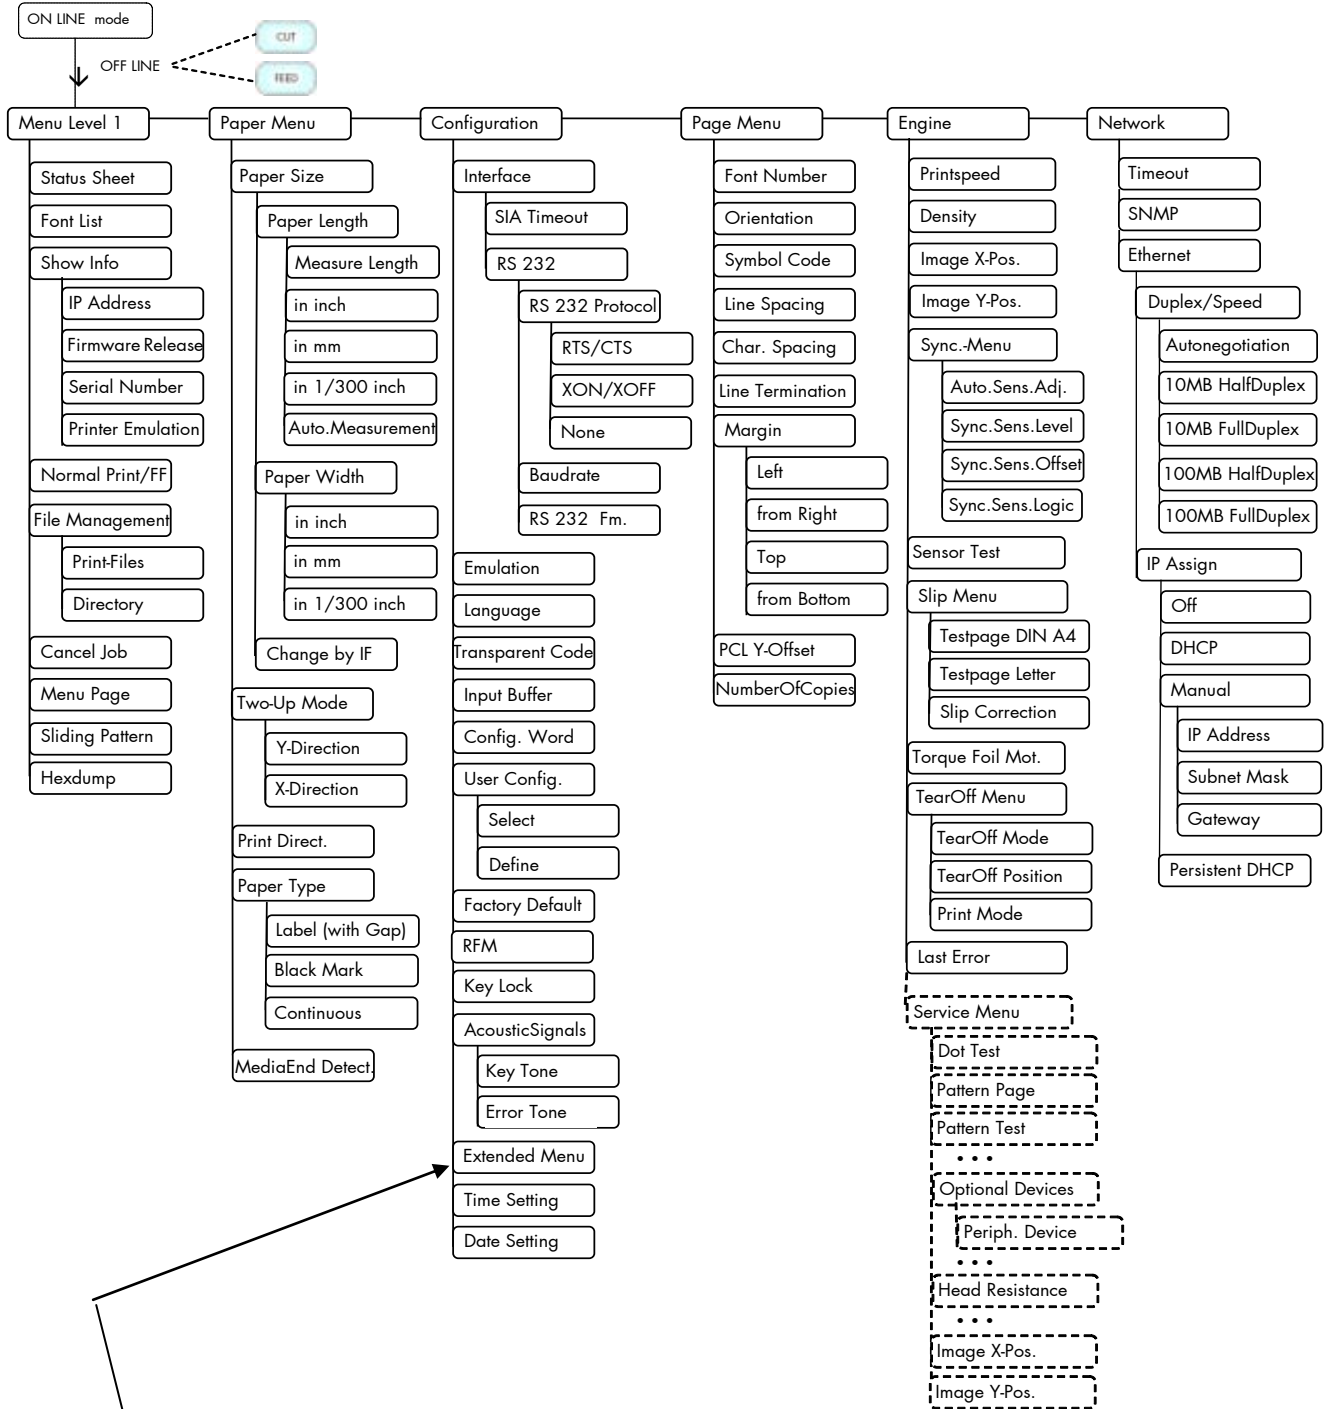 ON LINE mode
OFF LINE
CUT
FEED
Menu Level 1
Status Sheet
Font List
Show Info
IP Address
Firmware Release
Serial Number
Printer Emulation
Normal Print/FF
File Management
Print-Files
Directory
Cancel Job
Menu Page
Sliding Pattern
Hexdump
Paper Menu
Paper Size
Paper Length
Measure Length
in inch
in mm
in 1/300 inch
Auto.Measurement
Paper Width
in inch
in mm
in 1/300 inch
Change by IF
Two-Up Mode
Y-Direction
X-Direction
Print Direct.
Paper Type
Label (with Gap)
Black Mark
Continuous
MediaEnd Detect.
Configuration
Interface
SIA Timeout
RS 232
RS 232 Protocol
RTS/CTS
XON/XOFF
None
Baudrate
RS 232 Fm.
Emulation
Language
Transparent Code
Input Buffer
Config. Word
User Config.
Select
Define
Factory Default
RFM
Key Lock
AcousticSignals
Key Tone
Error Tone
Extended Menu
Time Setting
Date Setting
Page Menu
Font Number
Orientation
Symbol Code
Line Spacing
Char. Spacing
Line Termination
Margin
Left
from Right
Top
from Bottom
PCL Y-Offset
NumberOfCopies
Engine
Printspeed
Density
Image X-Pos.
Image Y-Pos.
Sync.-Menu
Auto.Sens.Adj.
Sync.Sens.Level
Sync.Sens.Offset
Sync.Sens.Logic
Sensor Test
Slip Menu
Testpage DIN A4
Testpage Letter
Slip Correction
Torque Foil Mot.
TearOff Menu
TearOff Mode
TearOff Position
Print Mode
Last Error
Service Menu
Dot Test
Pattern Page
Pattern Test
• • •
Optional Devices
Periph. Device
• • •
Head Resistance
• • •
Image X-Pos.
Image Y-Pos.
Network
Timeout
SNMP
Ethernet
Duplex/Speed
Autonegotiation
10MB HalfDuplex
10MB FullDuplex
100MB HalfDuplex
100MB FullDuplex
IP Assign
Off
DHCP
Manual
IP Address
Subnet Mask
Gateway
Persistent DHCP